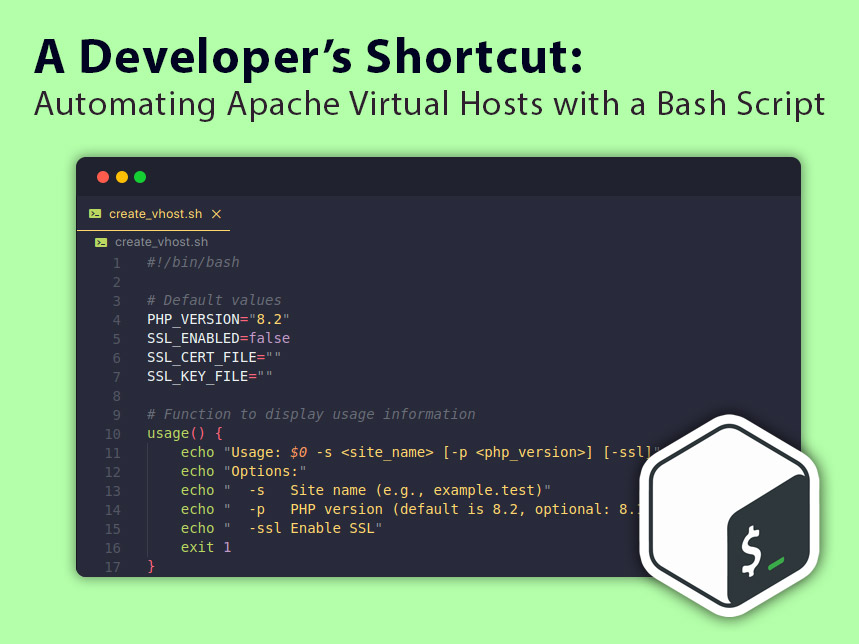 A Developer’s Shortcut:
Automating Apache Virtual Hosts with a Bash Script
create_vhost.sh ×
create_vhost.sh
1 #!/bin/bash
2
3 # Default values
4 PHP_VERSION="8.2"
5 SSL_ENABLED=false
6 SSL_CERT_FILE=""
7 SSL_KEY_FILE=""
8
9 # Function to display usage information
10 usage() {
11 echo "Usage: $0 -s <site_name> [-p <php_version>] [-ssl]"
12 echo "Options:"
13 echo "  -s   Site name (e.g., example.test)"
14 echo "  -p   PHP version (default is 8.2, optional:
15 echo "  -ssl Enable SSL"
16 exit 1
17 }
$_